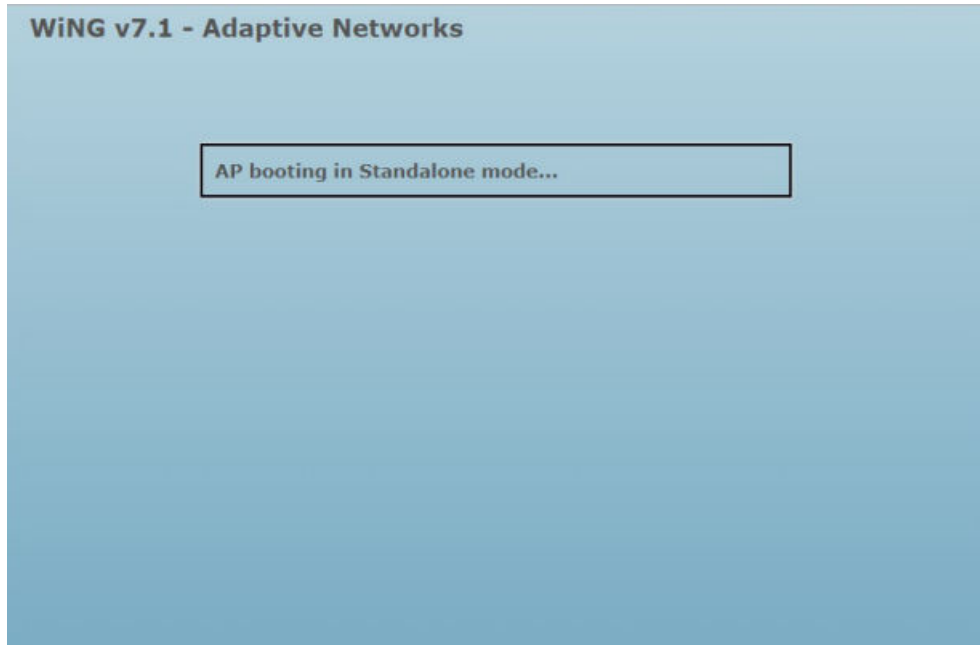 WiNG v7.1 - Adaptive Networks
AP booting in Standalone mode...